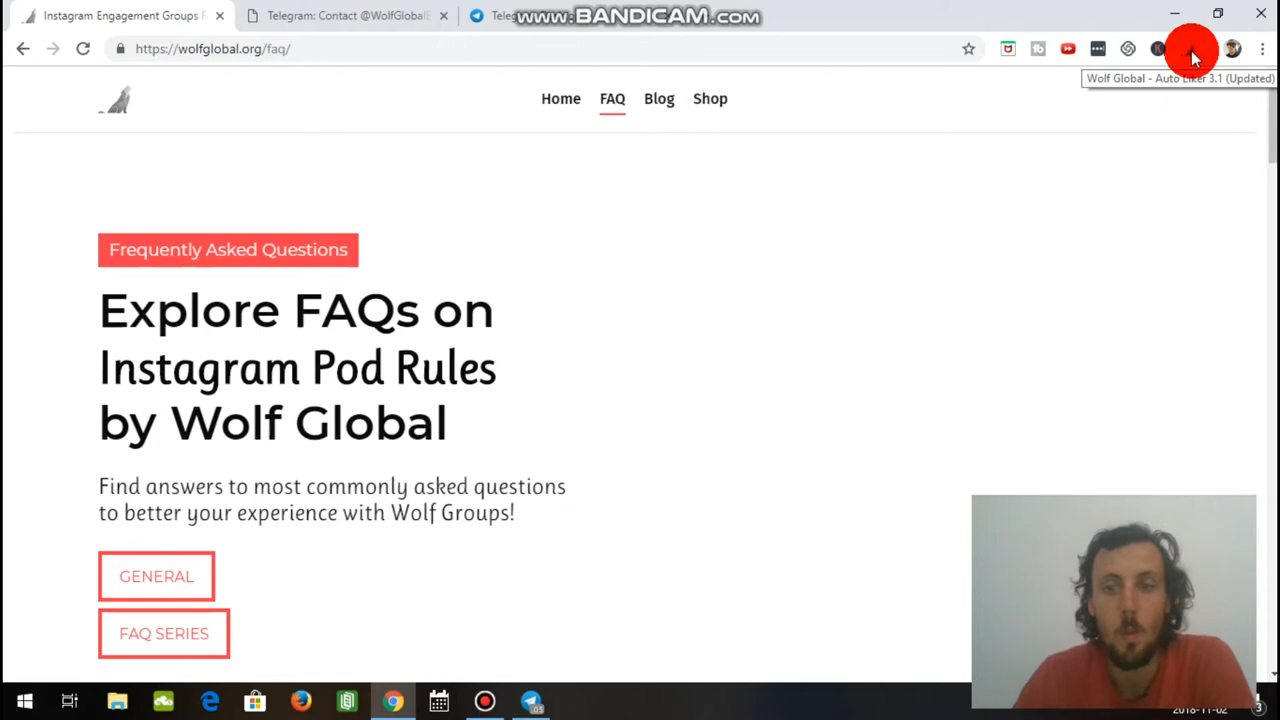 www.BANDICAM.com
Instagram Engagement Groups F
Telegram: Contact @WolfGlobal
https://wolfglobal.org/faq/
Wolf Global - Auto Liker 3.1 (Updated)
Home
FAQ
Blog
Shop
Frequently Asked Questions
Explore FAQs on
Instagram Pod Rules
by Wolf Global
Find answers to most commonly asked questions
to better your experience with Wolf Groups!
GENERAL
FAQ SERIES
2018-11-02
3